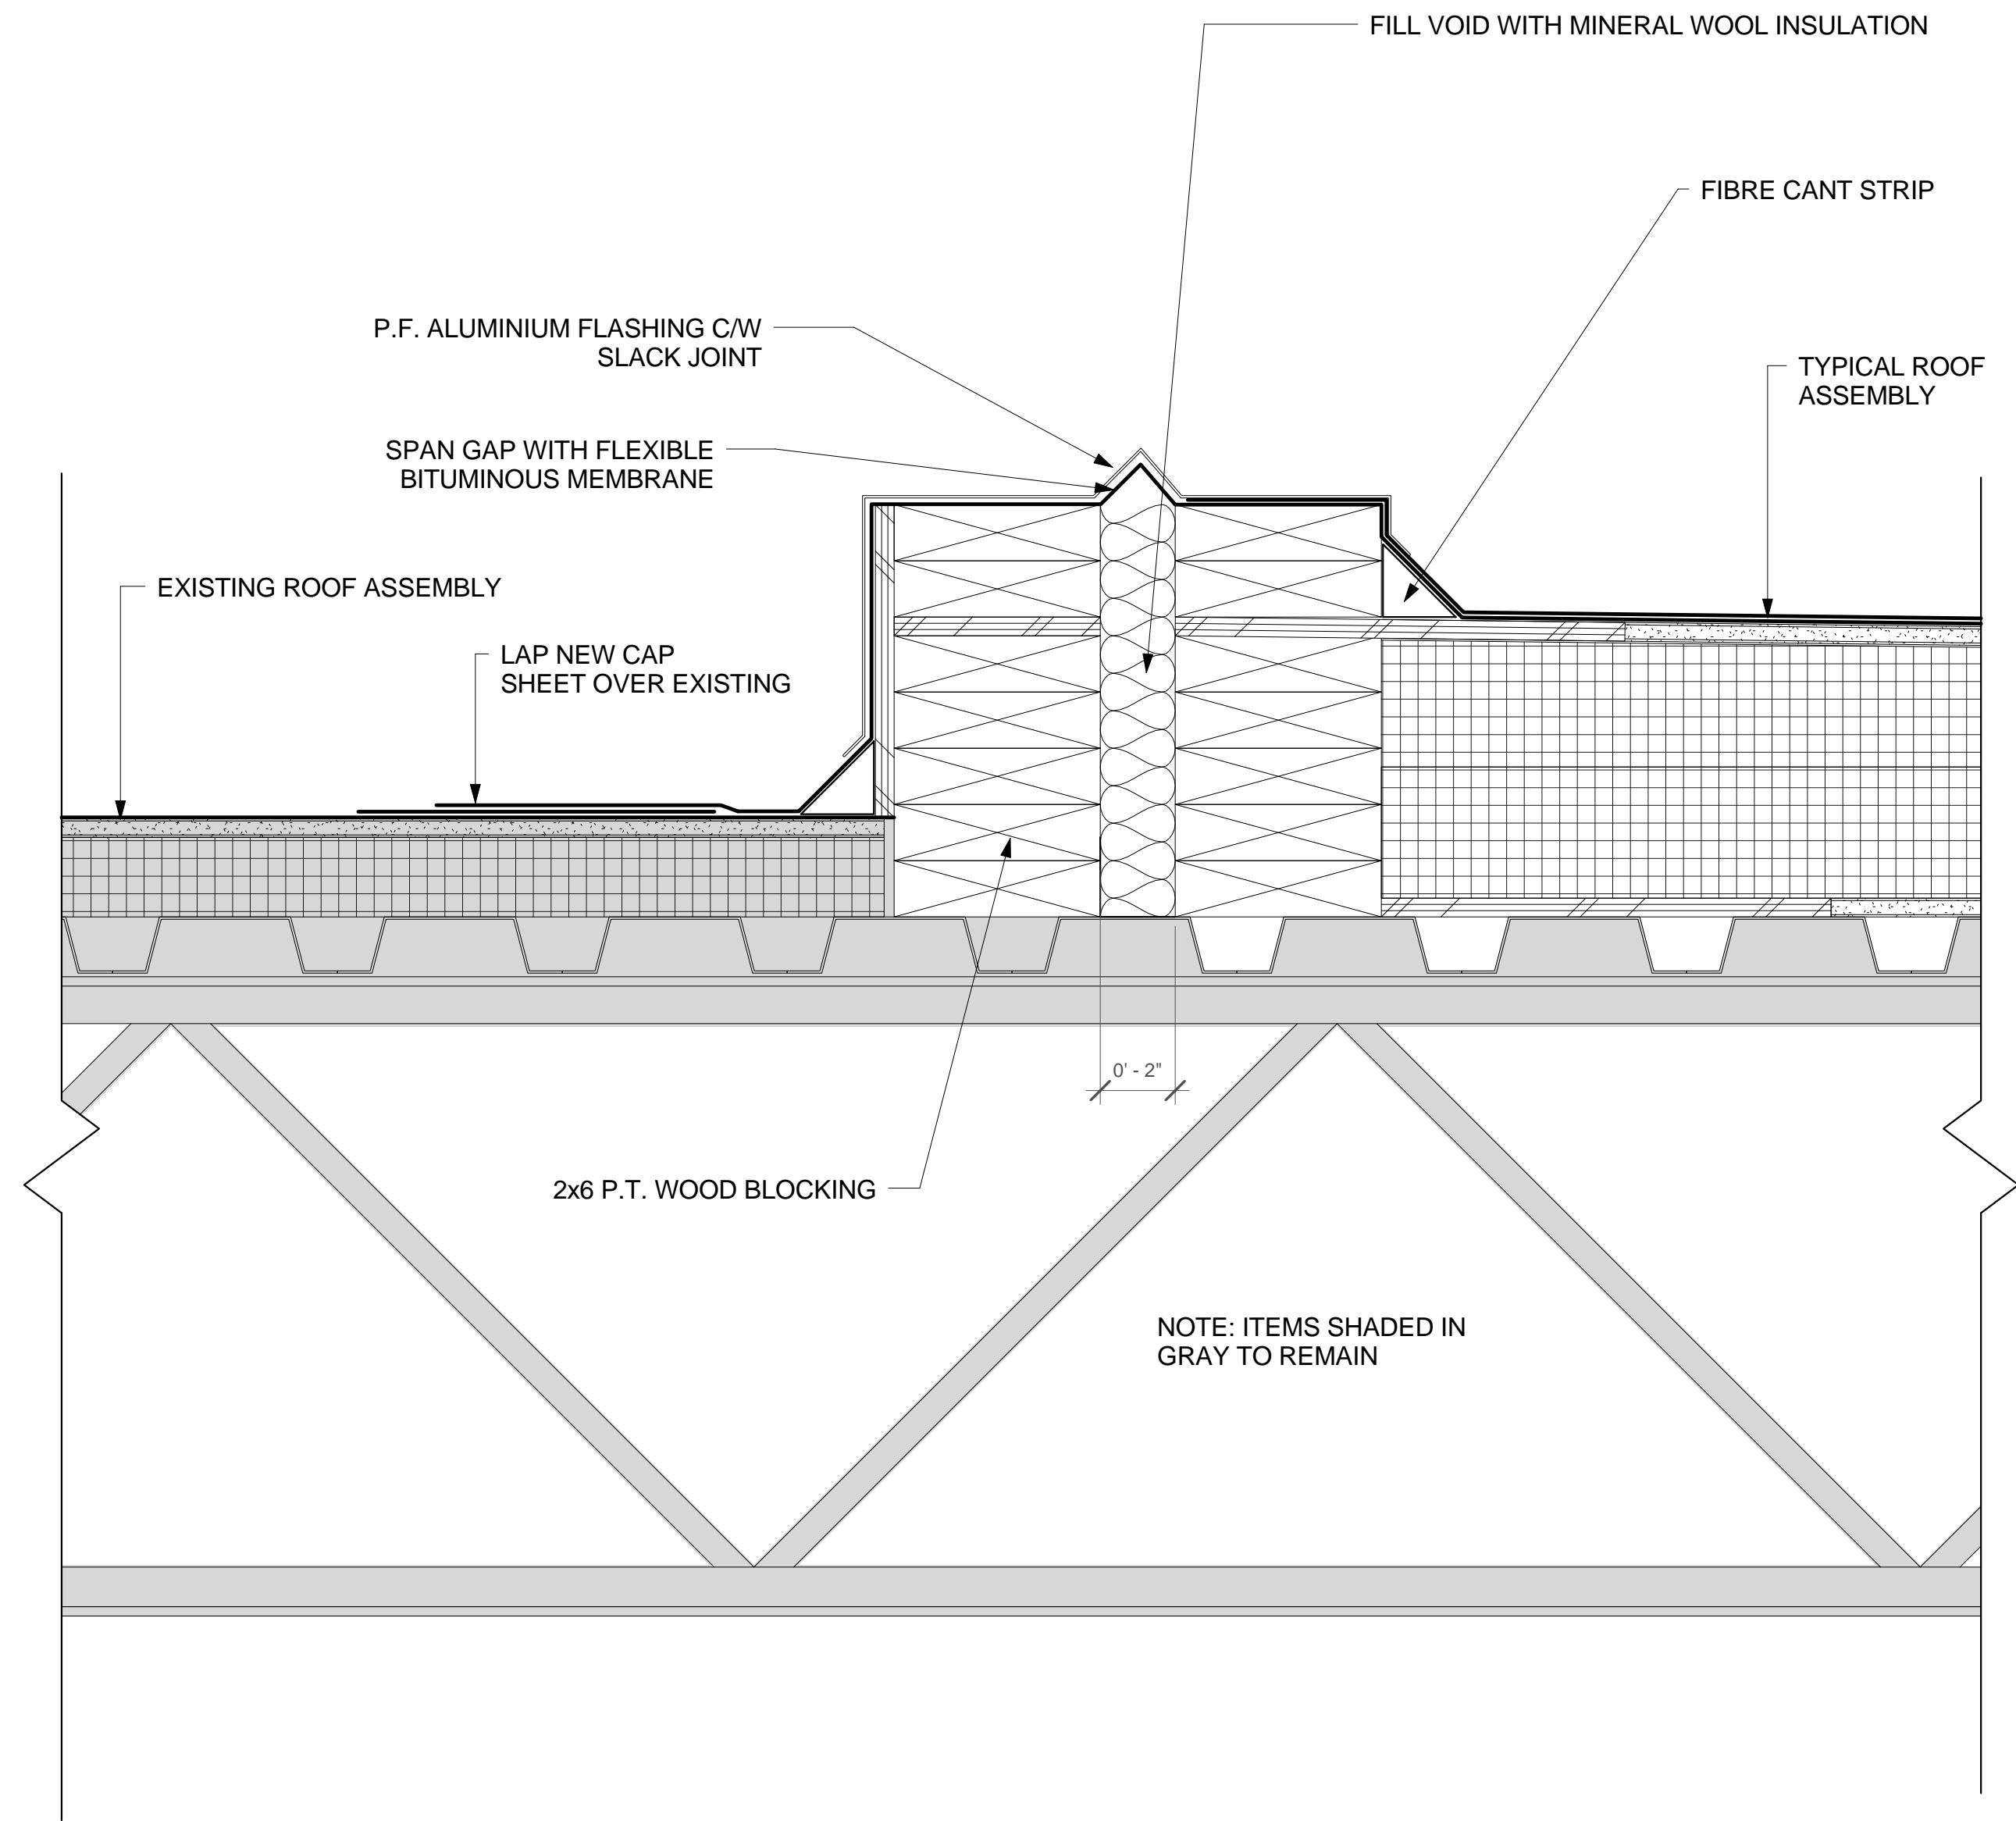 FILL VOID WITH MINERAL WOOL INSULATION
FIBRE CANT STRIP
P.F. ALUMINIUM FLASHING C/W
SLACK JOINT
TYPICAL ROOF
ASSEMBLY
SPAN GAP WITH FLEXIBLE
BITUMINOUS MEMBRANE
EXISTING ROOF ASSEMBLY
LAP NEW CAP
SHEET OVER EXISTING
0' - 2"
2x6 P.T. WOOD BLOCKING
NOTE: ITEMS SHADED IN
GRAY TO REMAIN